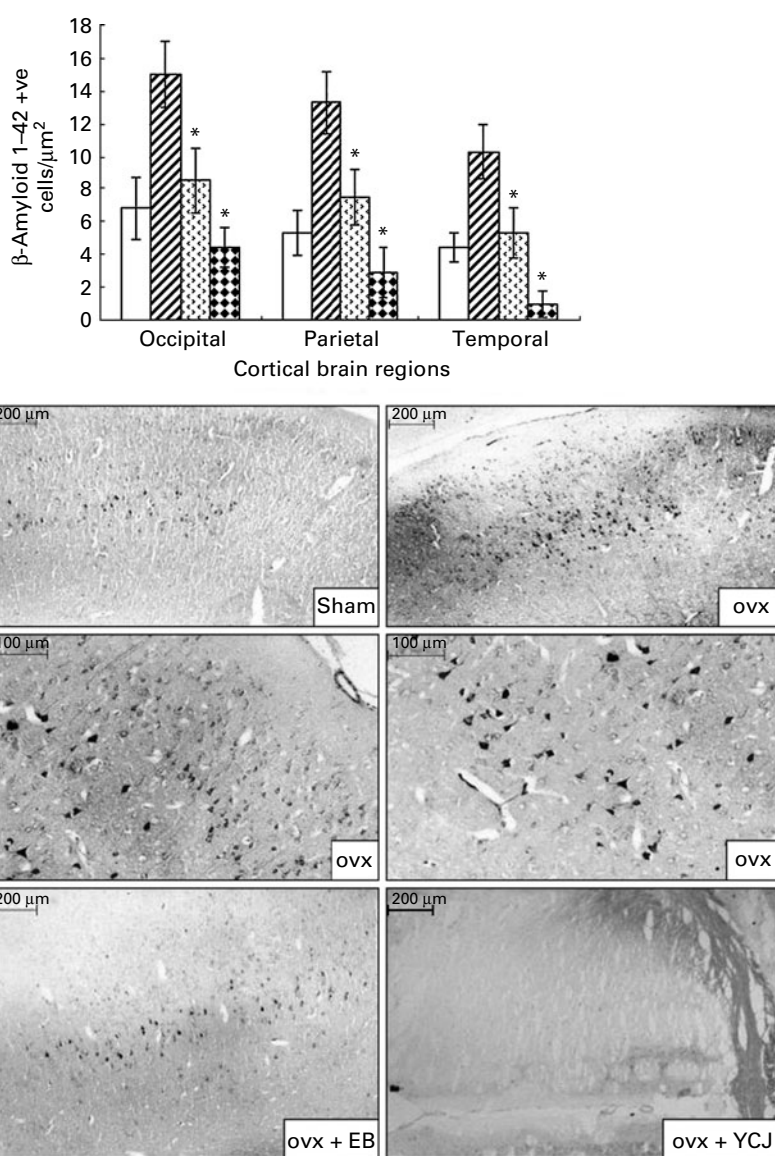 18
16
14
12
10
8
6
4
2
0
β-Amyloid 1–42 +ve
cells/μm²
*
*
*
*
*
*
Occipital
Parietal
Temporal
Cortical brain regions
200 μm
Sham
200 μm
ovx
100 μm
ovx
100 μm
ovx
200 μm
ovx + EB
200 μm
ovx + YCJ